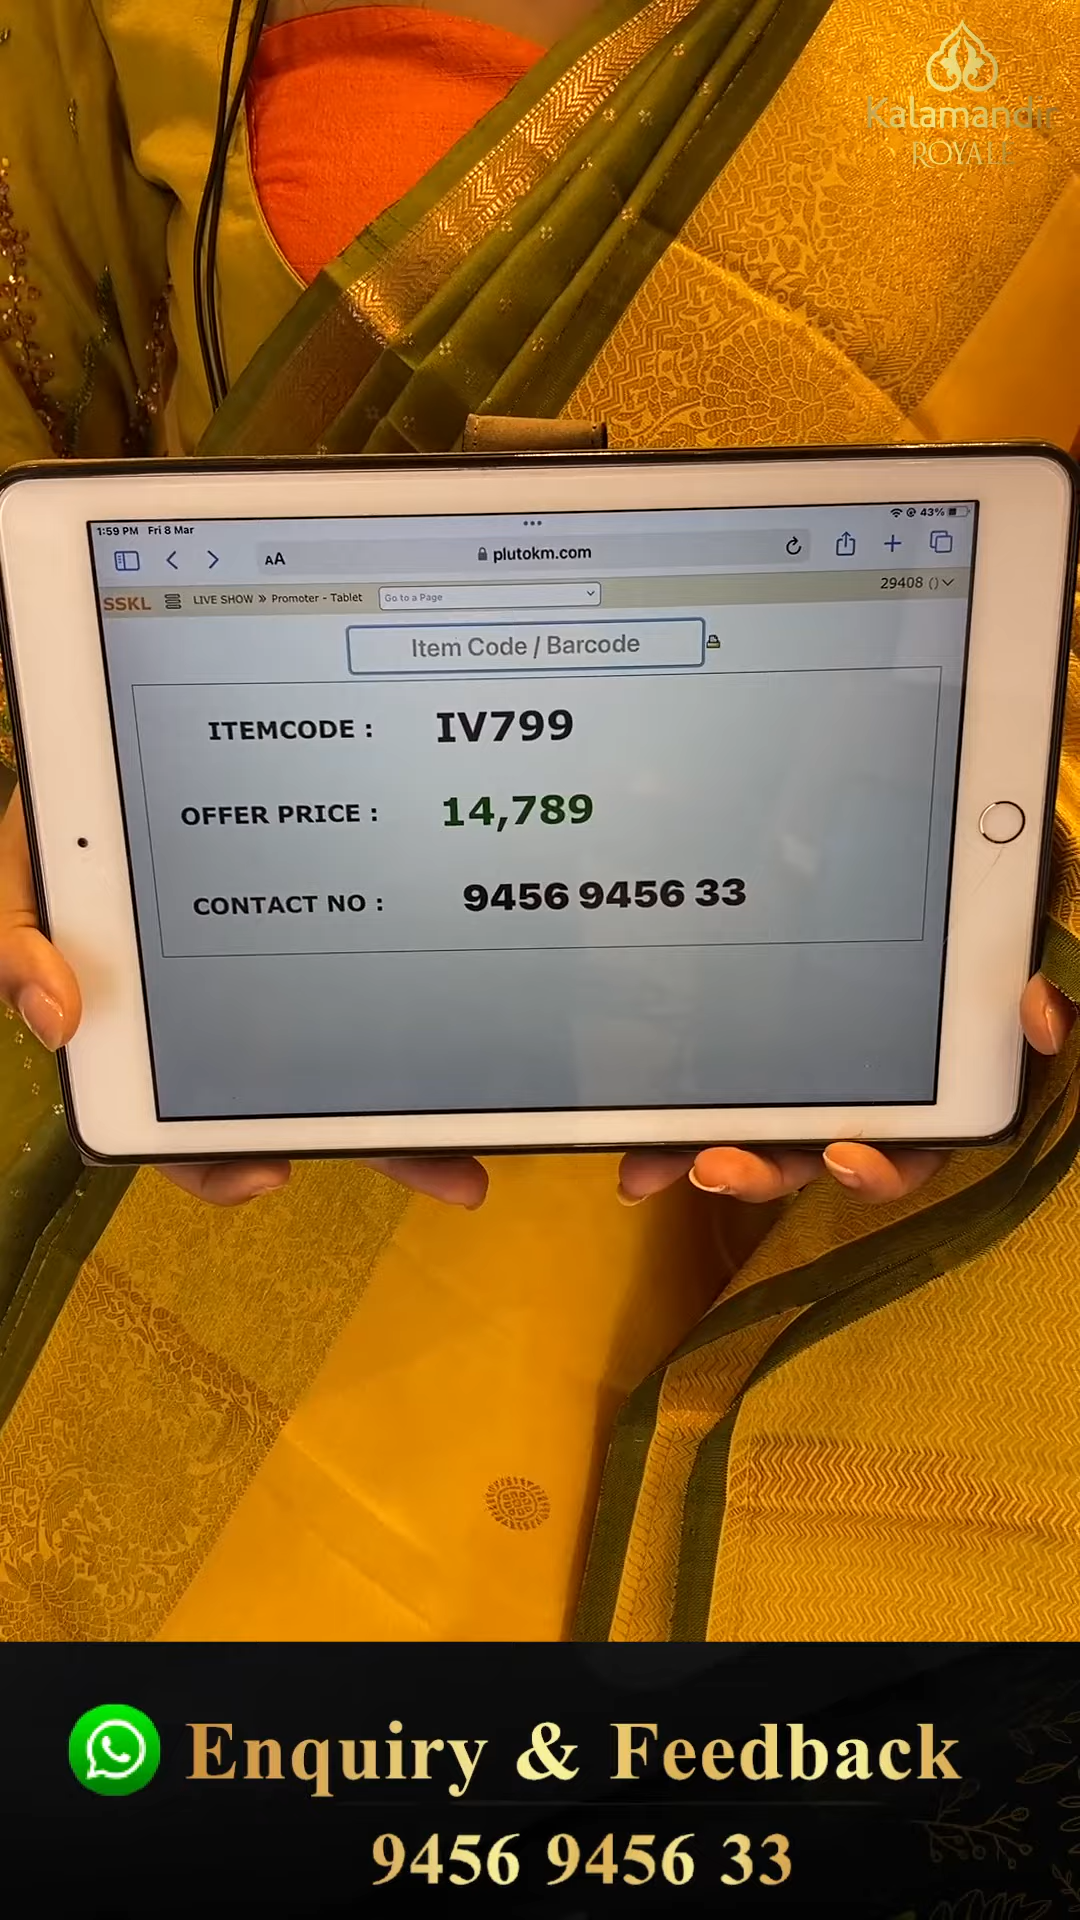 Kalamandir
ROYALE
1:59 PM Fri 8 Mar
43%
AA
plutokm.com
SSKL
LIVE SHOW » Promoter - Tablet
Go to a Page
29408 ()
Item Code / Barcode
ITEMCODE : IV799
OFFER PRICE : 14,789
CONTACT NO : 9456 9456 33
Enquiry & Feedback
9456 9456 33